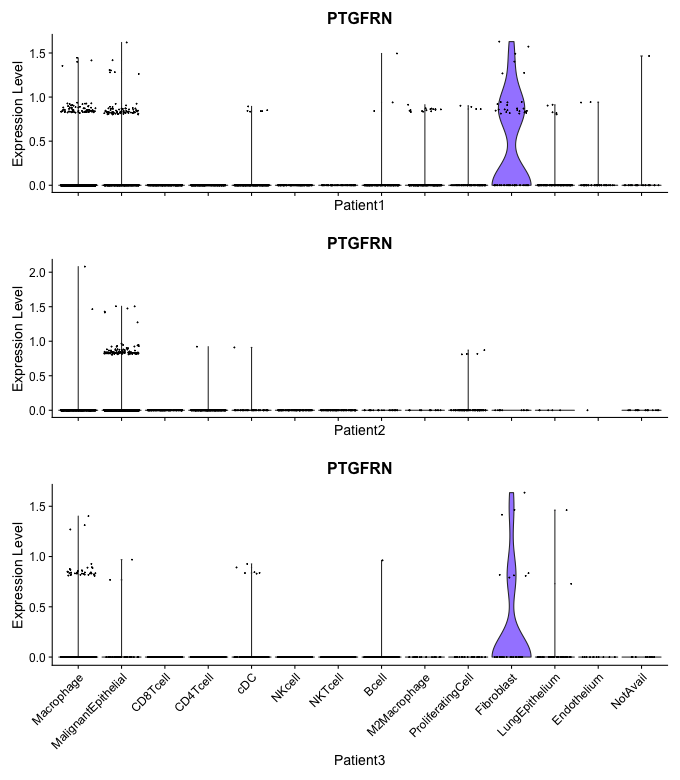 PTGFRN
Expression Level
1.5
1.0
0.5
0.0
Patient1
PTGFRN
Expression Level
2.0
1.5
1.0
0.5
0.0
Patient2
PTGFRN
Expression Level
1.5
1.0
0.5
0.0
Macrophage
MalignantEpithelial
CD8Tcell
CD4Tcell
cDC
NKcell
NKTcell
Bcell
M2Macrophage
ProliferatingCell
Fibroblast
LungEpithelium
Endothelium
NotAvail
Patient3